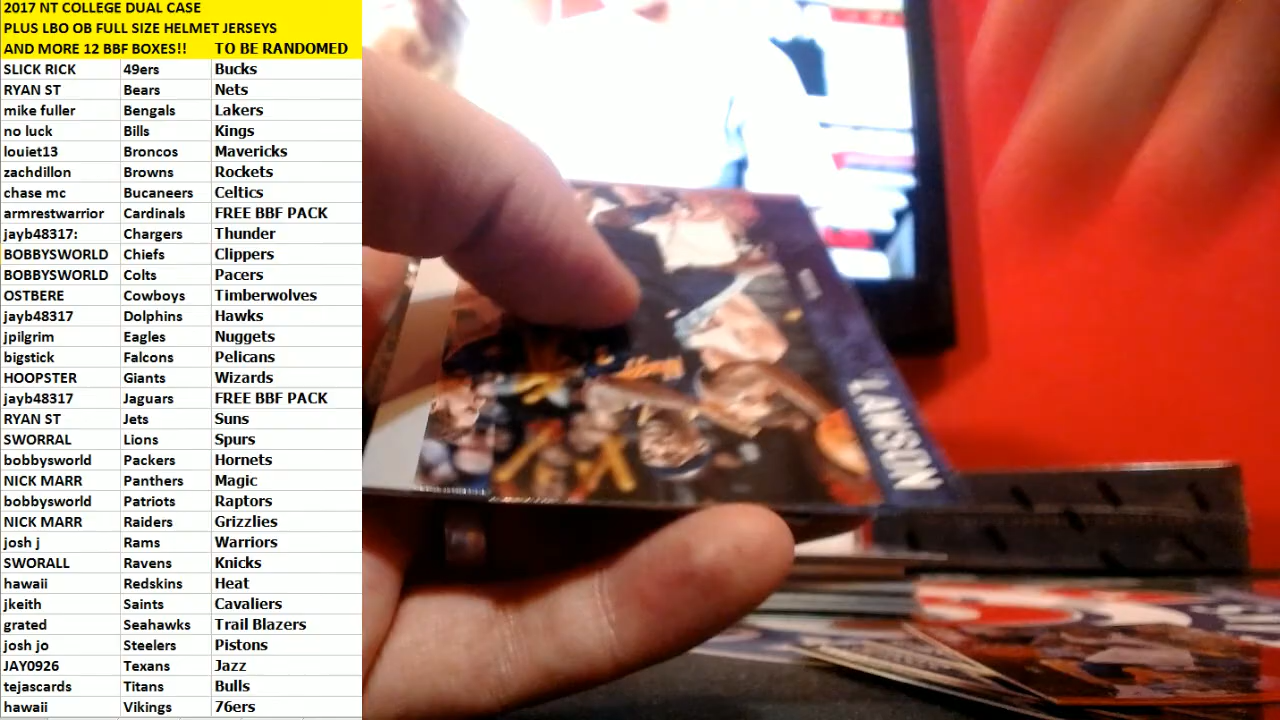 2017 NT COLLEGE DUAL CASE
PLUS LBO OB FULL SIZE HELMET JERSEYS
AND MORE 12 BBF BOXES!! TO BE RANDOMED
SLICK RICK 49ers Bucks
RYAN ST Bears Nets
mike fuller Bengals Lakers
no luck Bills Kings
louiet13 Broncos Mavericks
zachdillon Browns Rockets
chase mc Bucaneers Celtics
armrestwarrior Cardinals FREE BBF PACK
jayb48317: Chargers Thunder
BOBBYSWORLD Chiefs Clippers
BOBBYSWORLD Colts Pacers
OSTBERE Cowboys Timberwolves
jayb48317 Dolphins Hawks
jpilgrim Eagles Nuggets
bigstick Falcons Pelicans
HOOPSTER Giants Wizards
jayb48317 Jaguars FREE BBF PACK
RYAN ST Jets Suns
SWORRAL Lions Spurs
bobbysworld Packers Hornets
NICK MARR Panthers Magic
bobbysworld Patriots Raptors
NICK MARR Raiders Grizzlies
josh j Rams Warriors
SWORALL Ravens Knicks
hawaii Redskins Heat
jkeith Saints Cavaliers
grated Seahawks Trail Blazers
josh jo Steelers Pistons
JAY0926 Texans Jazz
tejascards Titans Bulls
hawaii Vikings 76ers
LAWSON